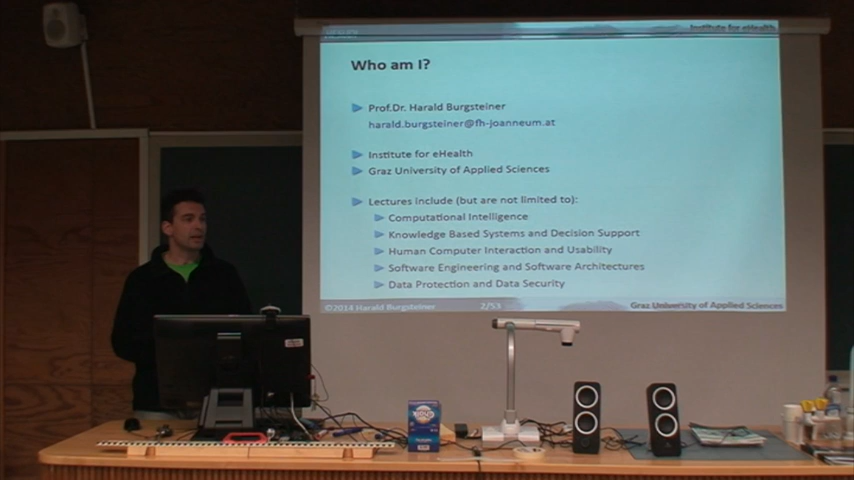 Institute for eHealth
Who am I?
Prof.Dr. Harald Burgsteiner
harald.burgsteiner@fh-joanneum.at
Institute for eHealth
Graz University of Applied Sciences
Lectures include (but are not limited to):
Computational Intelligence
Knowledge Based Systems and Decision Support
Human Computer Interaction and Usability
Software Engineering and Software Architectures
Data Protection and Data Security
©2014 Harald Burgsteiner
2/53
Graz University of Applied Sciences